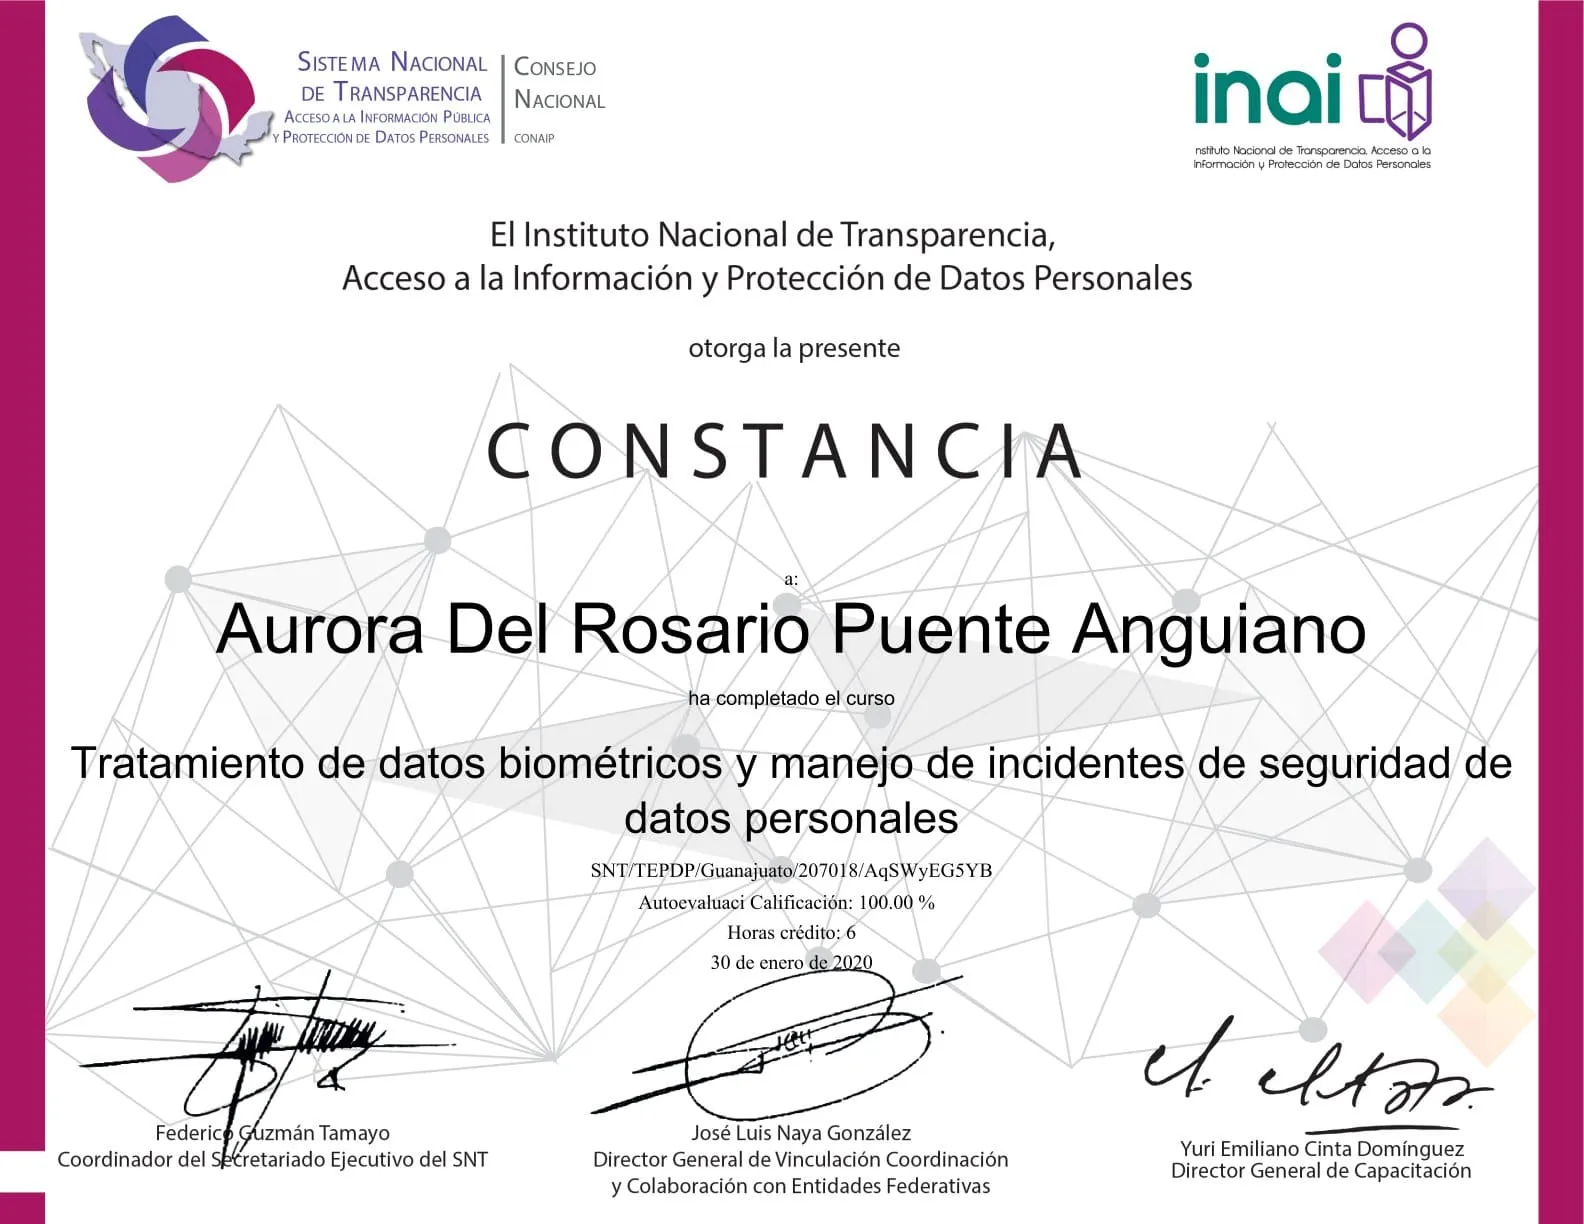 SISTEMA NACIONAL
DE TRANSPARENCIA
ACCESO A LA INFORMACIÓN PÚBLICA
Y PROTECCIÓN DE DATOS PERSONALES
CONSEJO
NACIONAL
CONAIP
inai
nstituto Nacional de Transparencia, Acceso a la
Información y Protección de Datos Personales
El Instituto Nacional de Transparencia,
Acceso a la Información y Protección de Datos Personales
otorga la presente
CONSTANCIA
a:
Aurora Del Rosario Puente Anguiano
ha completado el curso
Tratamiento de datos biométricos y manejo de incidentes de seguridad de
datos personales
SNT/TEPDP/Guanajuato/207018/AqSWyEG5YB
Autoevaluaci Calificación: 100.00 %
Horas crédito: 6
30 de enero de 2020
Federico Guzmán Tamayo
Coordinador del Secretariado Ejecutivo del SNT
José Luis Naya González
Director General de Vinculación Coordinación
y Colaboración con Entidades Federativas
Yuri Emiliano Cinta Domínguez
Director General de Capacitación